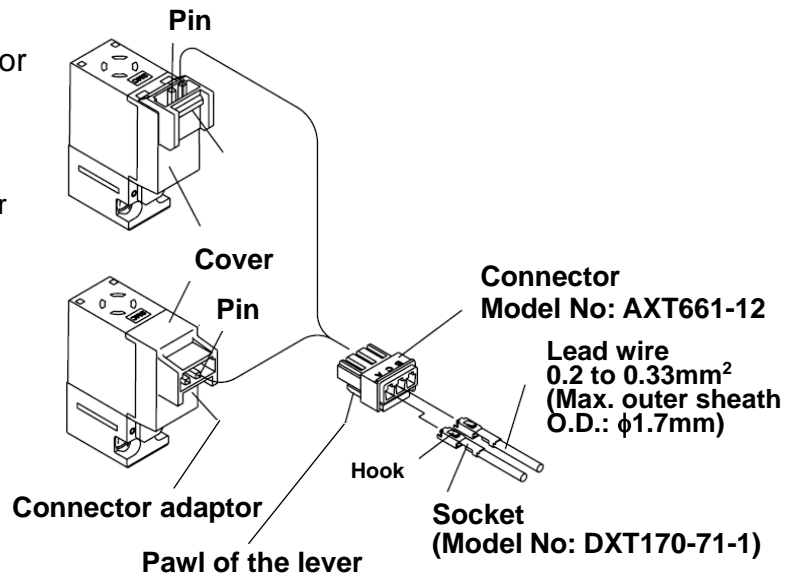 Pin
or
r
Cover
Pin
Connector
Model No: AXT661-12
Lead wire
0.2 to 0.33mm²
(Max. outer sheath
O.D.: ϕ1.7mm)
Hook
Connector adaptor
Socket
(Model No: DXT170-71-1)
Pawl of the lever